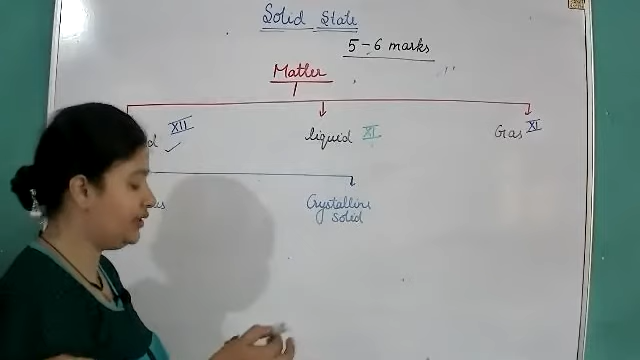 Solid State
5-6 marks
Matter
XII
liquid XI
Gas XI
Crystalline
solid